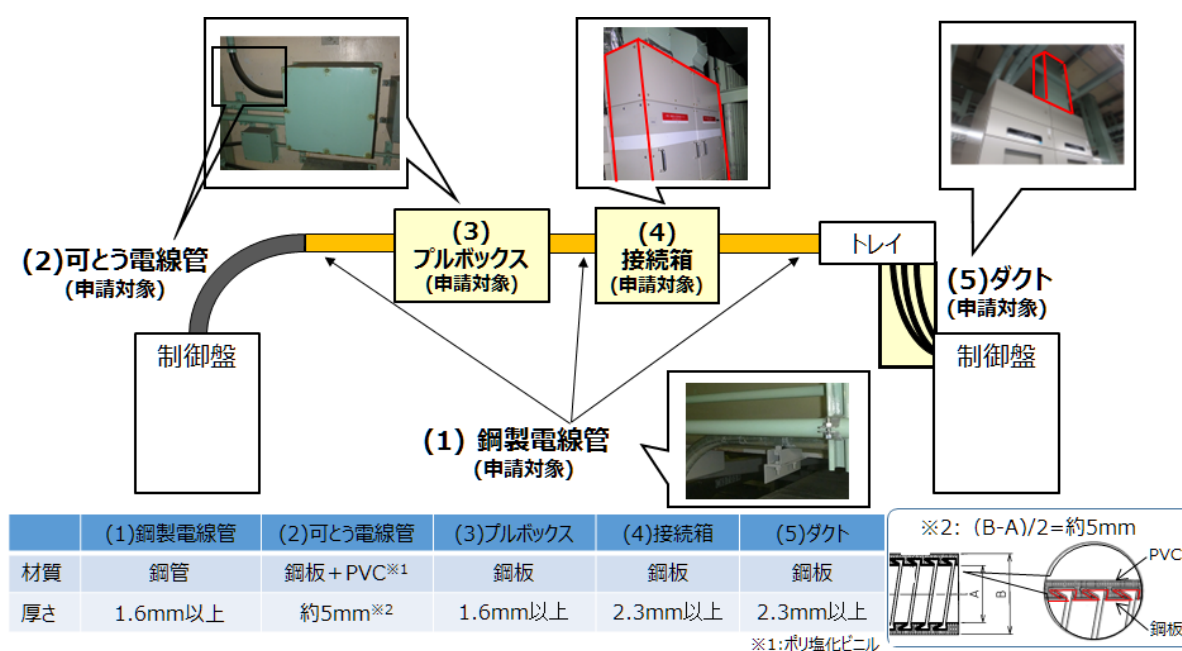 (2)可とう電線管
(申請対象)
(3)
プルボックス
(申請対象)
(4)
接続箱
(申請対象)
トレイ
(5)ダクト
(申請対象)
制御盤
制御盤
(1) 鋼製電線管
(申請対象)
(1)鋼製電線管 (2)可とう電線管 (3)プルボックス (4)接続箱 (5)ダクト
材質 鋼管 鋼板+PVC※1 鋼板 鋼板 鋼板
厚さ 1.6mm以上 約5mm※2 1.6mm以上 2.3mm以上 2.3mm以上
※1:ポリ塩化ビニル
※2: (B-A)/2=約5mm
PVC
A
B
鋼板